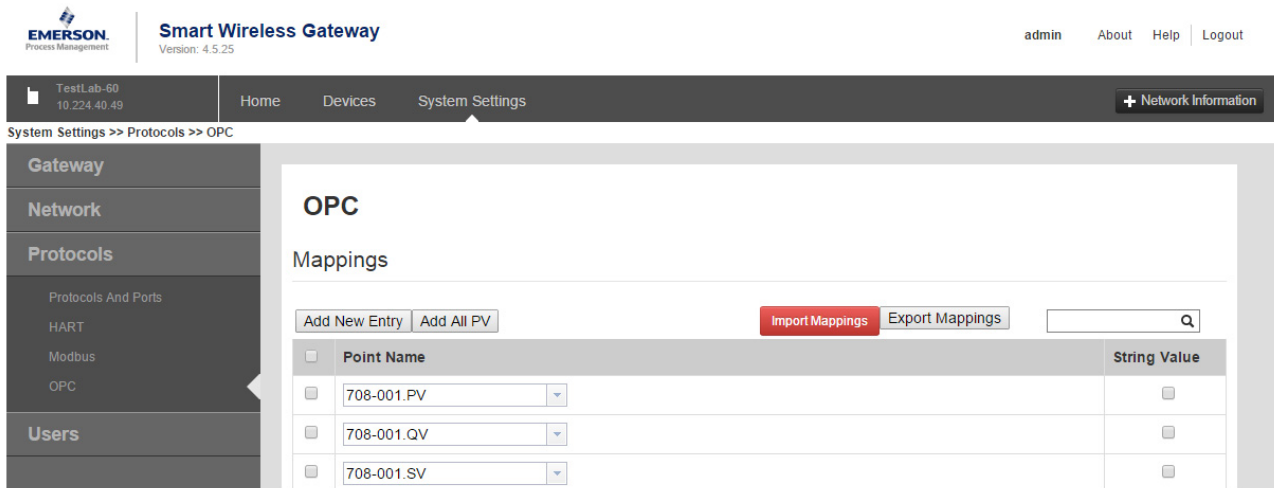 EMERSON.
Process Management
Smart Wireless Gateway
Version: 4.5.25
admin About Help Logout
TestLab-60
10.224.40.49
Home Devices System Settings
+ Network Information
System Settings >> Protocols >> OPC
Gateway
Network
Protocols
Protocols And Ports
HART
Modbus
OPC
Users
OPC
Mappings
Add New Entry Add All PV Import Mappings Export Mappings
Point Name String Value
708-001.PV
708-001.QV
708-001.SV